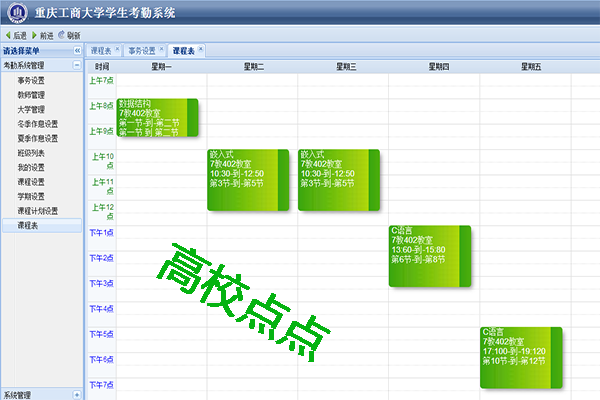 重庆工商大学学生考勤系统
后退 前进 刷新
请选择菜单
课程表 事务设置 课程表
考勤系统管理
时间 星期一 星期二 星期三 星期四 星期五
事务设置
教师管理
大学管理
冬季作息设置
夏季作息设置
班级列表
我的设置
课程设置
学期设置
课程计划设置
课程表
系统管理
上午7点
上午8点
上午9点
上午10点
上午11点
上午12点
下午1点
下午2点
下午3点
下午4点
下午5点
下午6点
下午7点
数据结构
7教402教室
第一节-到-第二节
第一节 到 第二节
嵌入式
7教402教室
10:30-到-12:50
第3节-到-第5节
嵌入式
7教402教室
10:30-到-12:50
第3节-到-第5节
C语言
7教402教室
13:60-到-15:80
第6节-到-第8节
C语言
7教402教室
17:100-到-19:120
第10节-到-第12节
高校点点